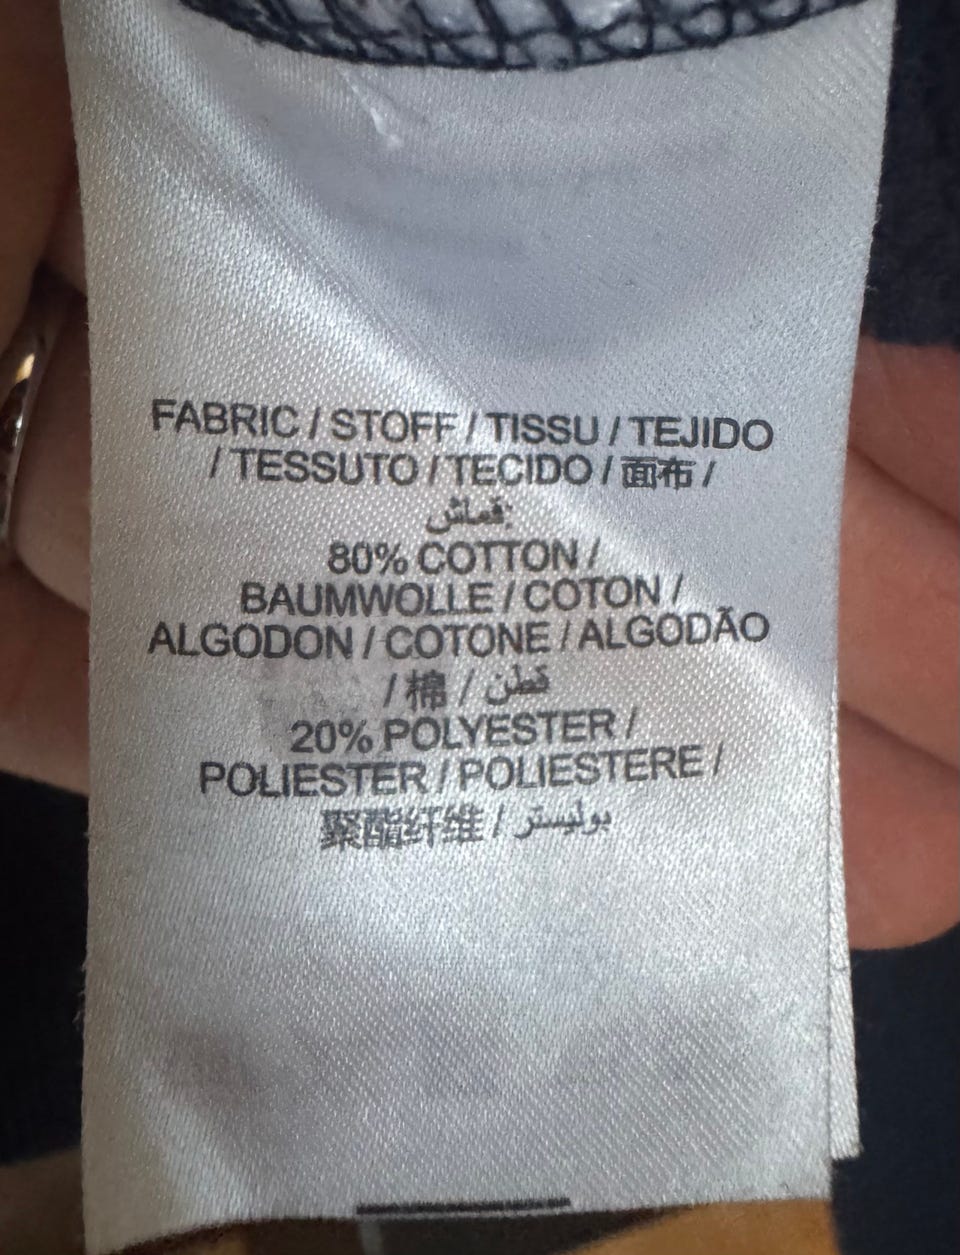 FABRIC / STOFF / TISSU / TEJIDO
/ TESSUTO / TECIDO / 面布 /
قماش:
80% COTTON /
BAUMWOLLE / COTON /
ALGODON / COTONE / ALGODÃO
/ 棉 / قطن
20% POLYESTER /
POLIESTER / POLIESTERE /
聚酯纤维 / بوليستر